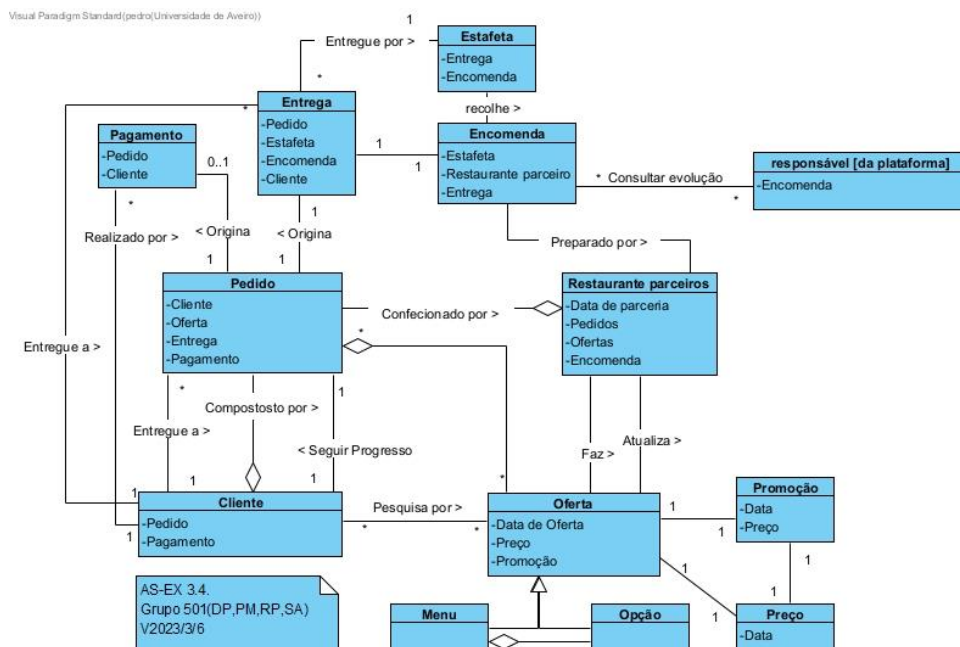 Visual Paradigm Standard(pedro(Universidade de Aveiro))
1
Entregue por >
*
Estafeta
-Entrega
-Encomenda
recolhe >
Entrega
-Pedido
-Estafeta
-Encomenda
-Cliente
*
1
1
Encomenda
-Estafeta
-Restaurante parceiro
-Entrega
* Consultar evolução
*
responsável [da plataforma]
-Encomenda
Pagamento
-Pedido
-Cliente
0..1
*
Realizado por >
< Origina
1
1
< Origina
1
Preparado por >
Pedido
-Cliente
-Oferta
-Entrega
-Pagamento
Confecionado por >
*
Restaurante parceiros
-Data de parceria
-Pedidos
-Ofertas
-Encomenda
Entregue a >
*
Compostosto por >
1
Entregue a >
< Seguir Progresso
1
1
Faz >
Atualiza >
*
1
1
Cliente
-Pedido
-Pagamento
Pesquisa por >
*
*
Oferta
-Data de Oferta
-Preço
-Promoção
1
1
Promoção
-Data
-Preço
1
1
1
1
Preço
-Data
Menu
Opção
AS-EX 3.4.
Grupo 501(DP,PM,RP,SA)
V2023/3/6